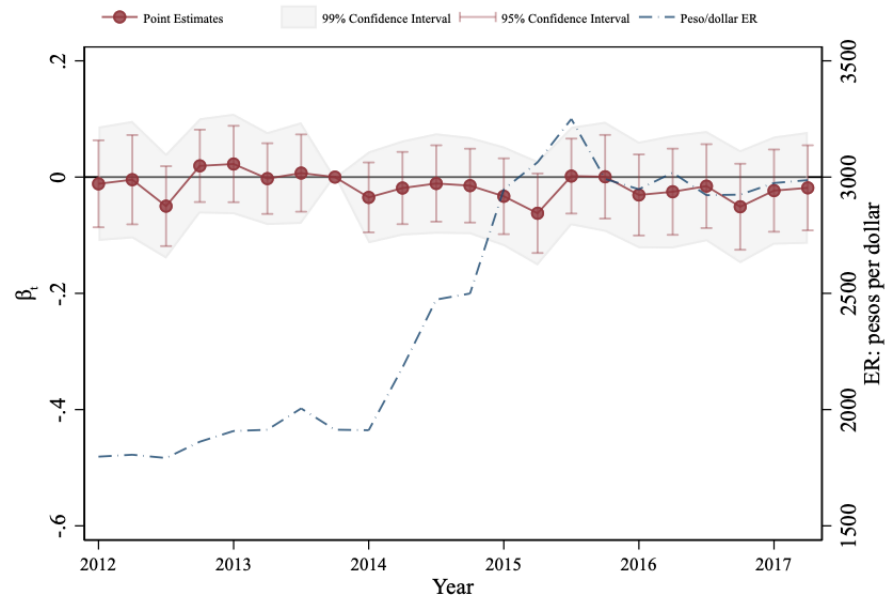 Point Estimates 99% Confidence Interval 95% Confidence Interval Peso/dollar ER
.2
0
-.2
-.4
-.6
βt
3500
3000
2500
2000
1500
ER: pesos per dollar
2012 2013 2014 2015 2016 2017
Year